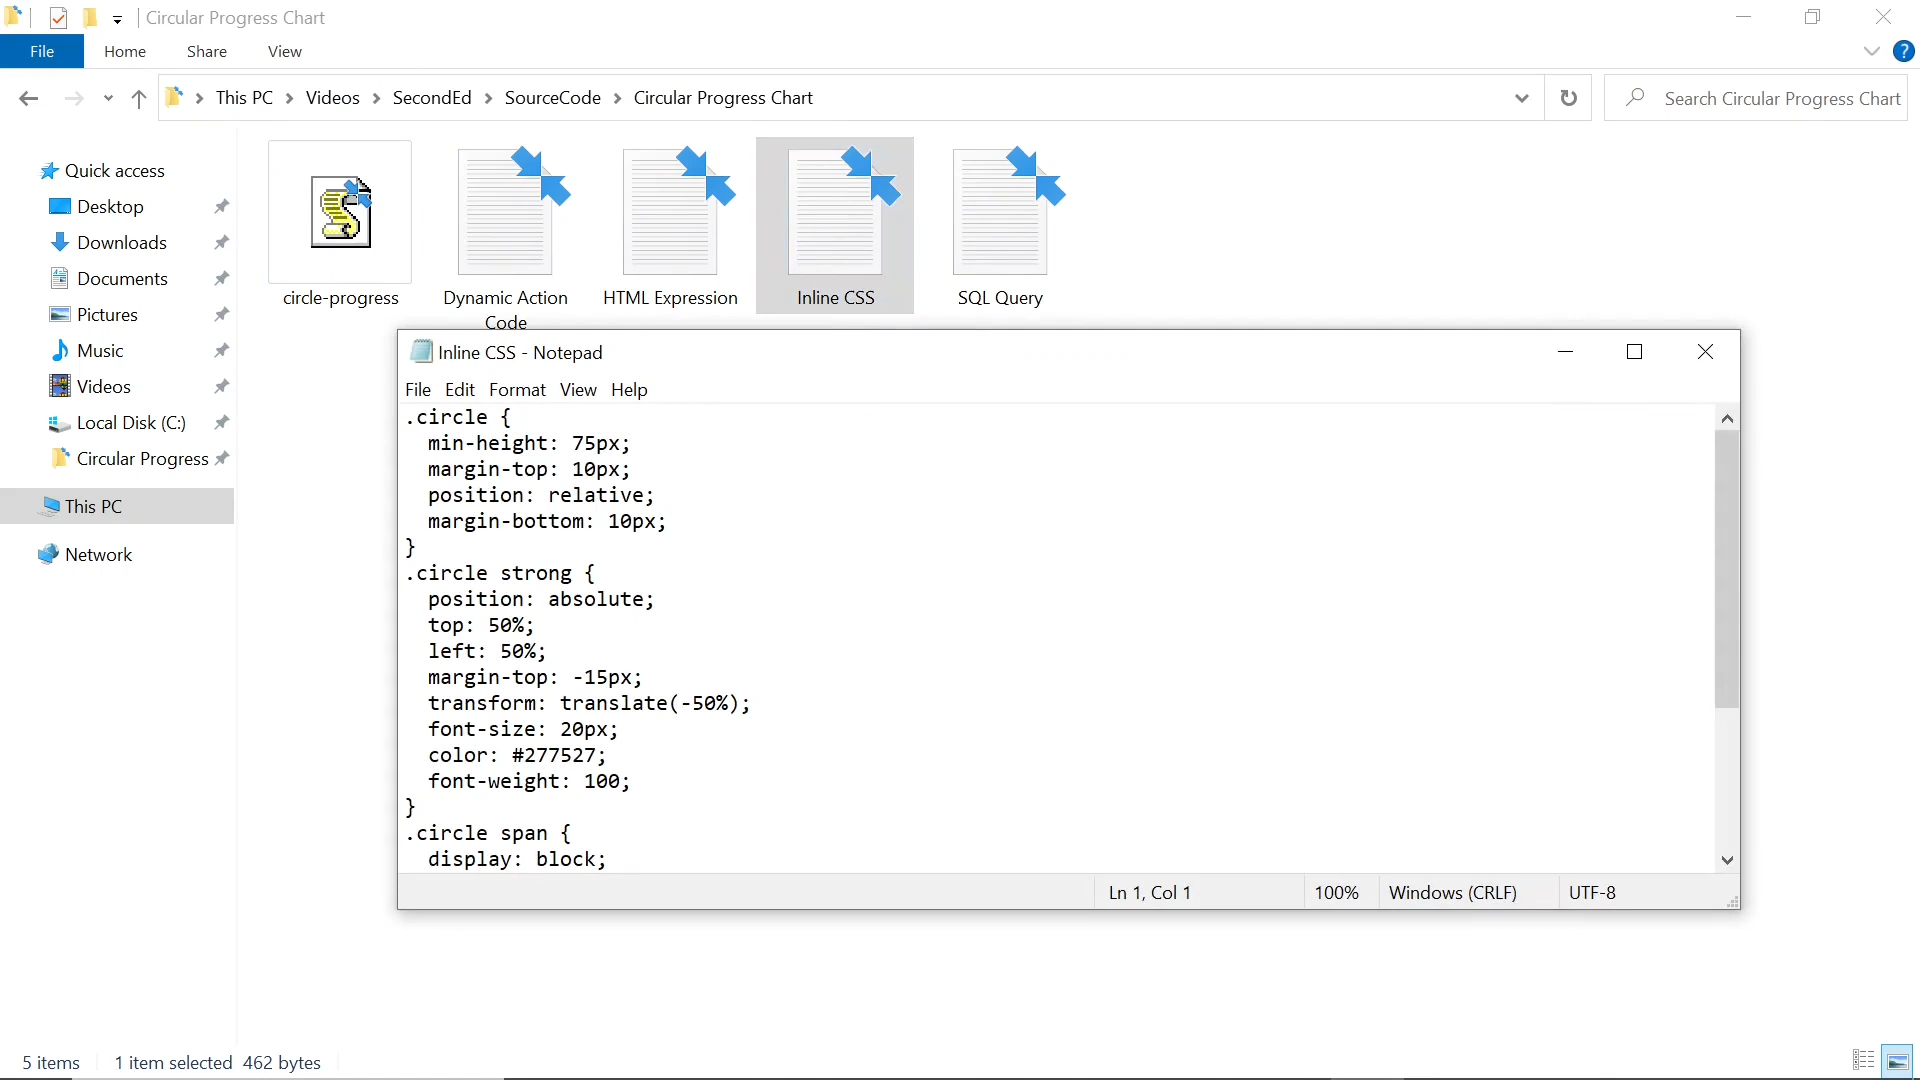 Circular Progress Chart
File Home Share View
This PC Videos SecondEd SourceCode Circular Progress Chart
Search Circular Progress Chart
Quick access
Desktop
Downloads
Documents
Pictures
Music
Videos
Local Disk (C:)
Circular Progress
This PC
Network
circle-progress
Dynamic Action
Code
HTML Expression
Inline CSS
SQL Query
Inline CSS - Notepad
File Edit Format View Help
.circle {
  min-height: 75px;
  margin-top: 10px;
  position: relative;
  margin-bottom: 10px;
}
.circle strong {
  position: absolute;
  top: 50%;
  left: 50%;
  margin-top: -15px;
  transform: translate(-50%);
  font-size: 20px;
  color: #277527;
  font-weight: 100;
}
.circle span {
  display: block;
Ln 1, Col 1 100% Windows (CRLF) UTF-8
5 items 1 item selected 462 bytes